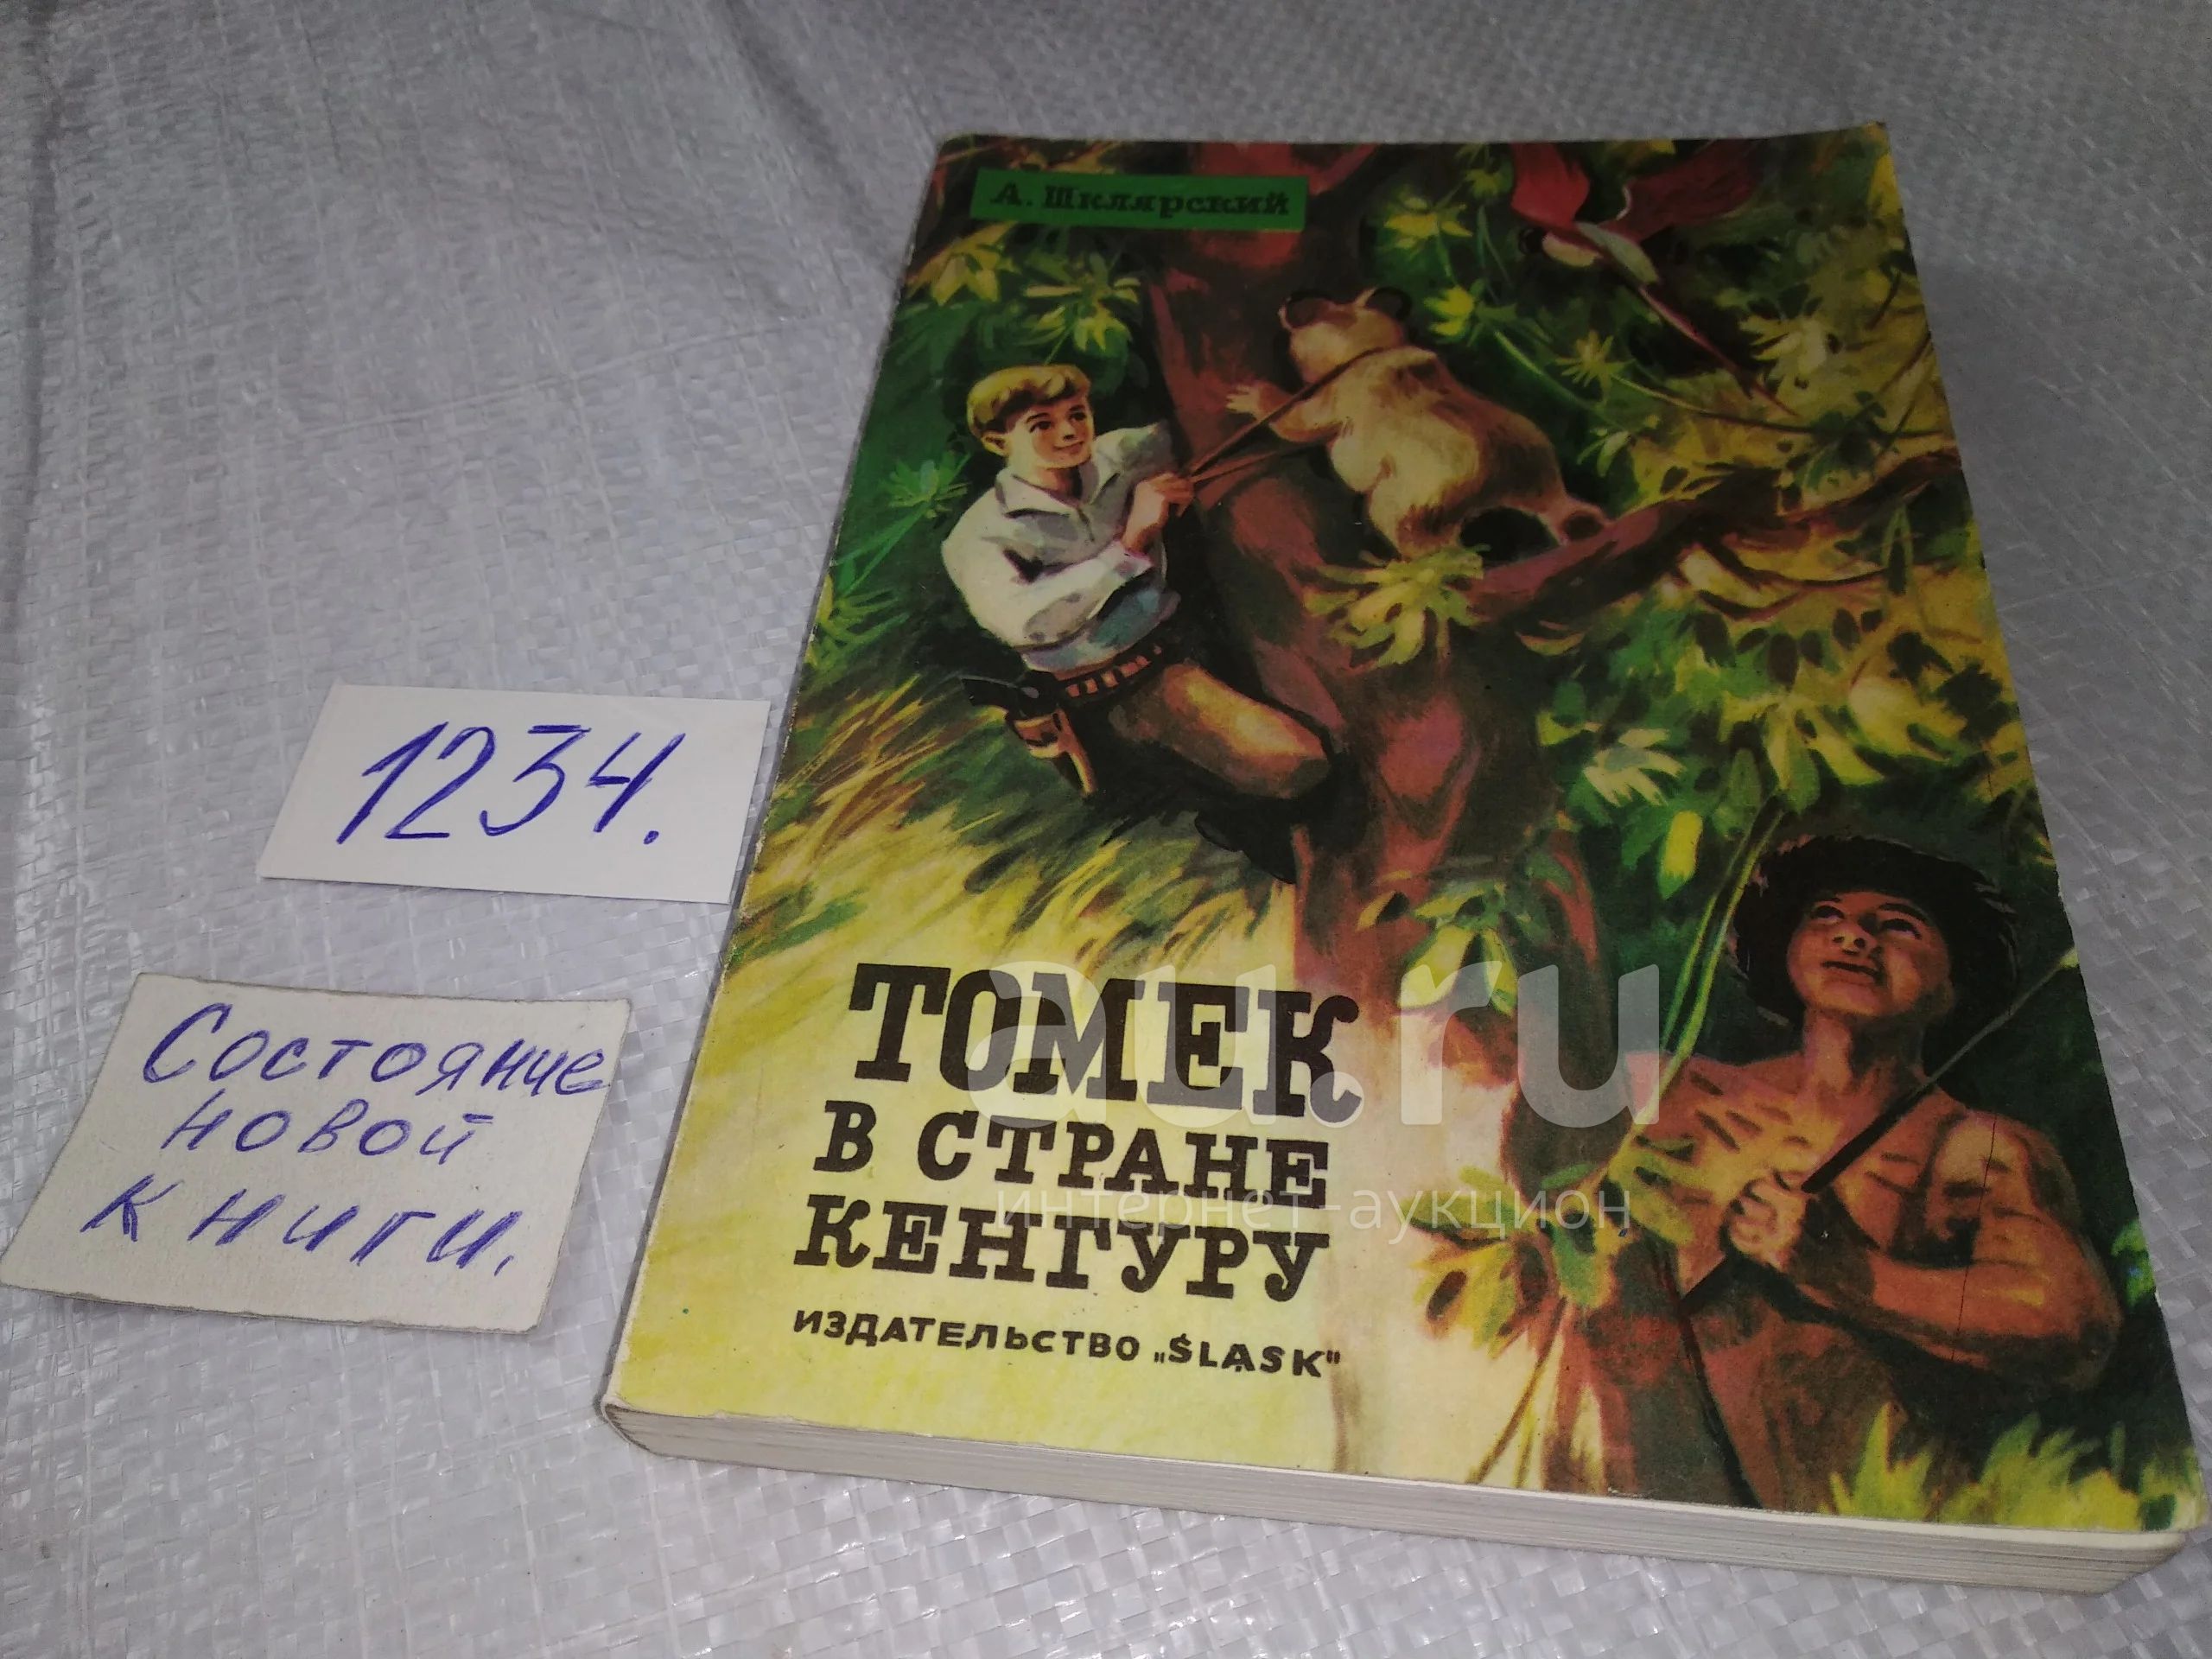 А. Шклярский
1234.
Состояние
новой
книги.
ТОМЕК
В СТРАНЕ
КЕНГУРУ
ИЗДАТЕЛЬСТВО „ŚLĄSK"
au.ru
интернет-аукцион